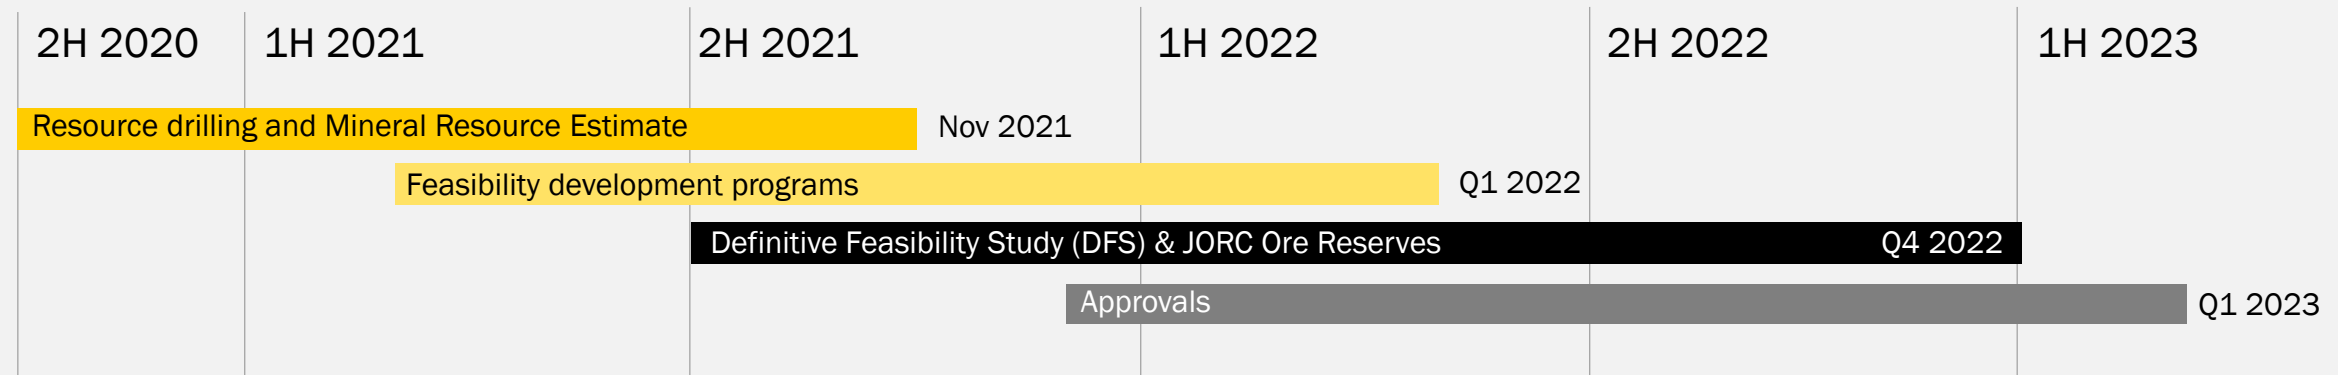 2H 2020
1H 2021
2H 2021
1H 2022
2H 2022
1H 2023
Resource drilling and Mineral Resource Estimate
Nov 2021
Feasibility development programs
Q1 2022
Definitive Feasibility Study (DFS) & JORC Ore Reserves
Q4 2022
Approvals
Q1 2023